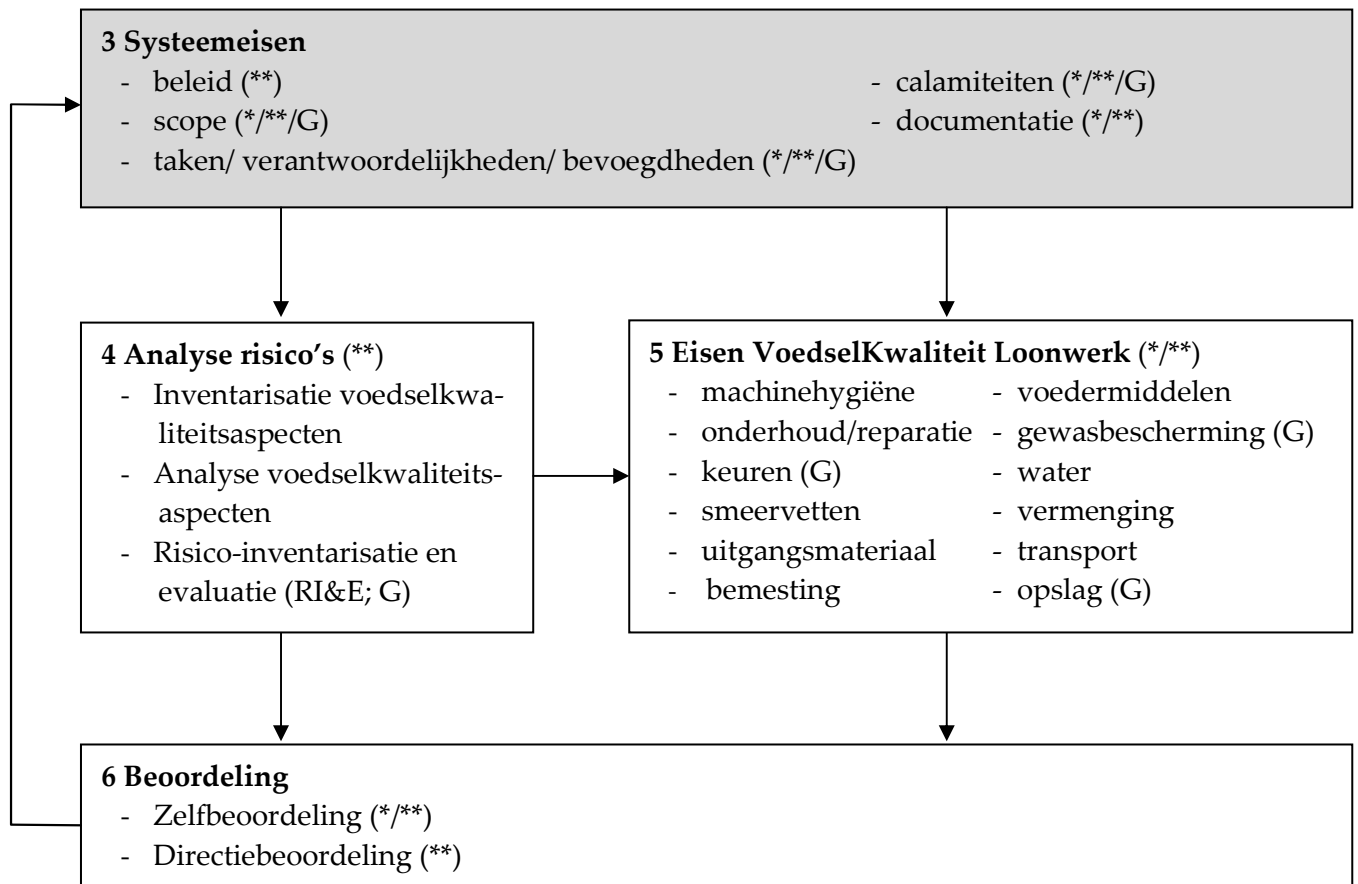 3 Systeemeisen
- beleid (**)
- calamiteiten (*/**/G)
- scope (*/**/G)
- documentatie (*/**)
- taken/ verantwoordelijkheden/ bevoegdheden (*/**/G)
4 Analyse risico's (**)
- Inventarisatie voedselkwa-
liteitsaspecten
- Analyse voedselkwaliteits-
aspecten
- Risico-inventarisatie en
evaluatie (RI&E; G)
5 Eisen VoedselKwaliteit Loonwerk (*/**)
- machinehygiëne
- onderhoud/reparatie
- keuren (G)
- smeervetten
- uitgangsmateriaal
- bemesting
- voedermiddelen
- gewasbescherming (G)
- water
- vermenging
- transport
- opslag (G)
6 Beoordeling
- Zelfbeoordeling (*/**)
- Directiebeoordeling (**)